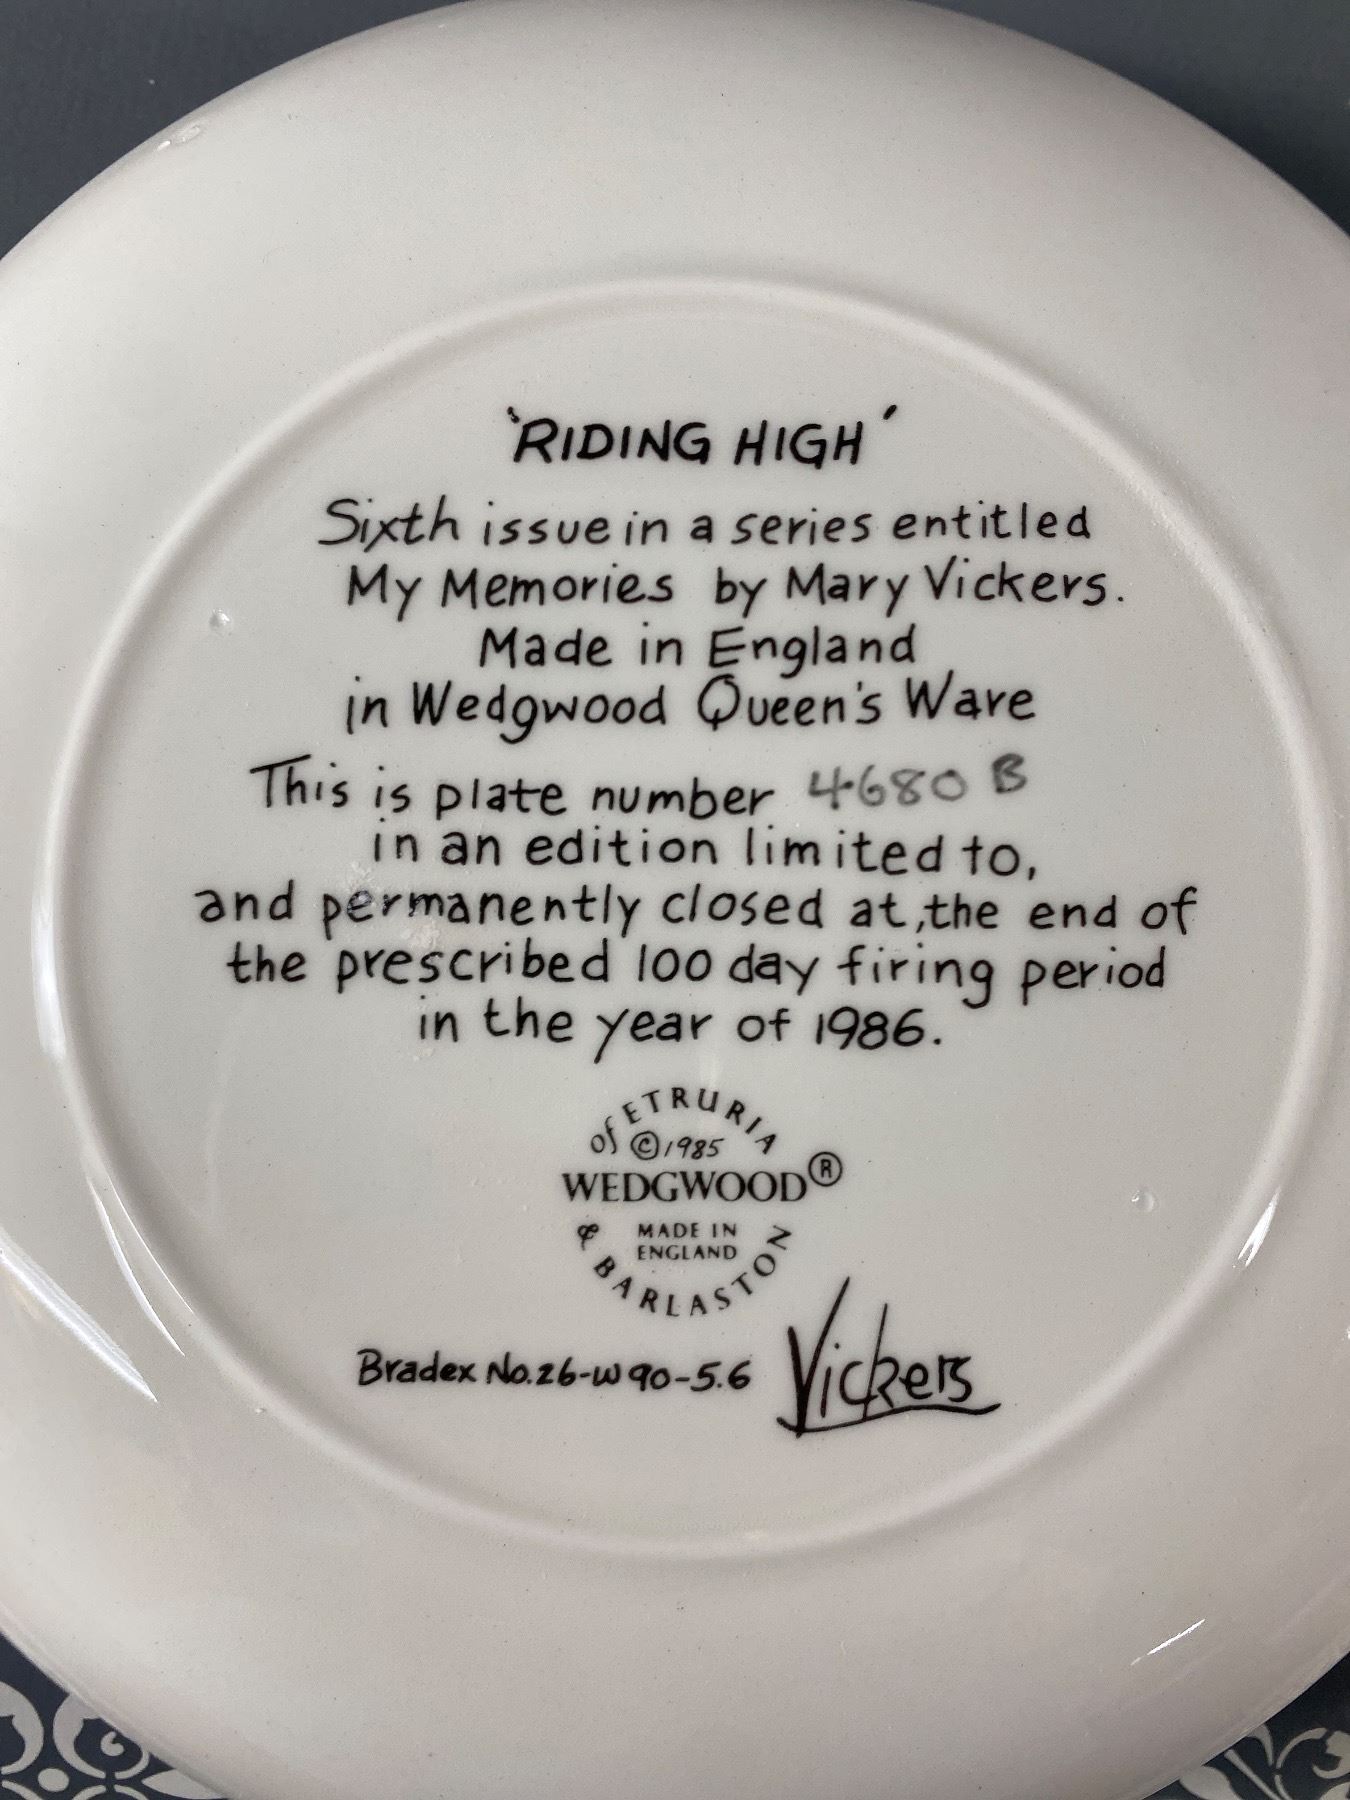 'RIDING HIGH'
Sixth issue in a series entitled
My Memories by Mary Vickers.
Made in England
in Wedgwood Queen's Ware
This is plate number 4680 B
in an edition limited to,
and permanently closed at, the end of
the prescribed 100 day firing period
in the year of 1986.
of ETRURIA
©1985
WEDGWOOD®
MADE IN
ENGLAND
& BARLASTON
Bradex No. 26-W90-5.6
Vickers